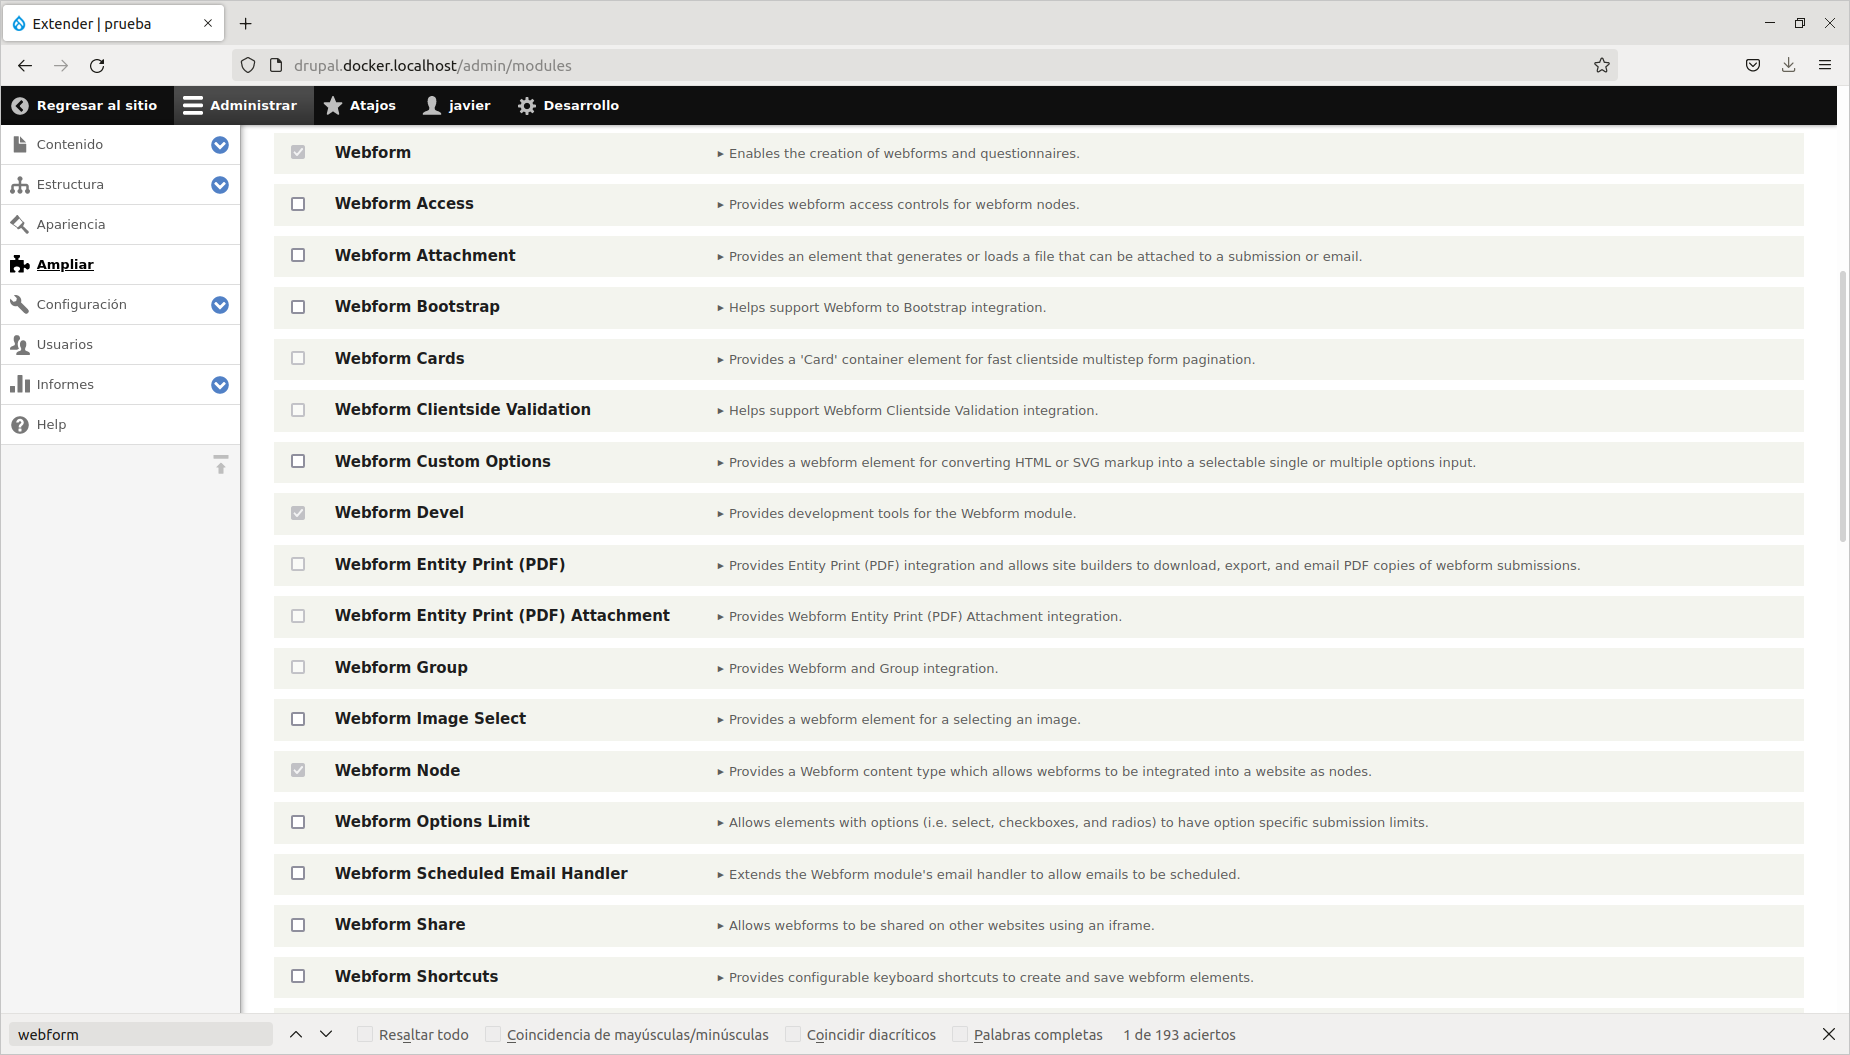 Extender | prueba
drupal.docker.localhost/admin/modules
Regresar al sitio Administrar Atajos javier Desarrollo
Contenido
Estructura
Apariencia
Ampliar
Configuración
Usuarios
Informes
Help
Webform Enables the creation of webforms and questionnaires.
Webform Access Provides webform access controls for webform nodes.
Webform Attachment Provides an element that generates or loads a file that can be attached to a submission or email.
Webform Bootstrap Helps support Webform to Bootstrap integration.
Webform Cards Provides a 'Card' container element for fast clientside multistep form pagination.
Webform Clientside Validation Helps support Webform Clientside Validation integration.
Webform Custom Options Provides a webform element for converting HTML or SVG markup into a selectable single or multiple options input.
Webform Devel Provides development tools for the Webform module.
Webform Entity Print (PDF) Provides Entity Print (PDF) integration and allows site builders to download, export, and email PDF copies of webform submissions.
Webform Entity Print (PDF) Attachment Provides Webform Entity Print (PDF) Attachment integration.
Webform Group Provides Webform and Group integration.
Webform Image Select Provides a webform element for a selecting an image.
Webform Node Provides a Webform content type which allows webforms to be integrated into a website as nodes.
Webform Options Limit Allows elements with options (i.e. select, checkboxes, and radios) to have option specific submission limits.
Webform Scheduled Email Handler Extends the Webform module's email handler to allow emails to be scheduled.
Webform Share Allows webforms to be shared on other websites using an iframe.
Webform Shortcuts Provides configurable keyboard shortcuts to create and save webform elements.
webform Resaltar todo Coincidencia de mayúsculas/minúsculas Coincidir diacríticos Palabras completas 1 de 193 aciertos